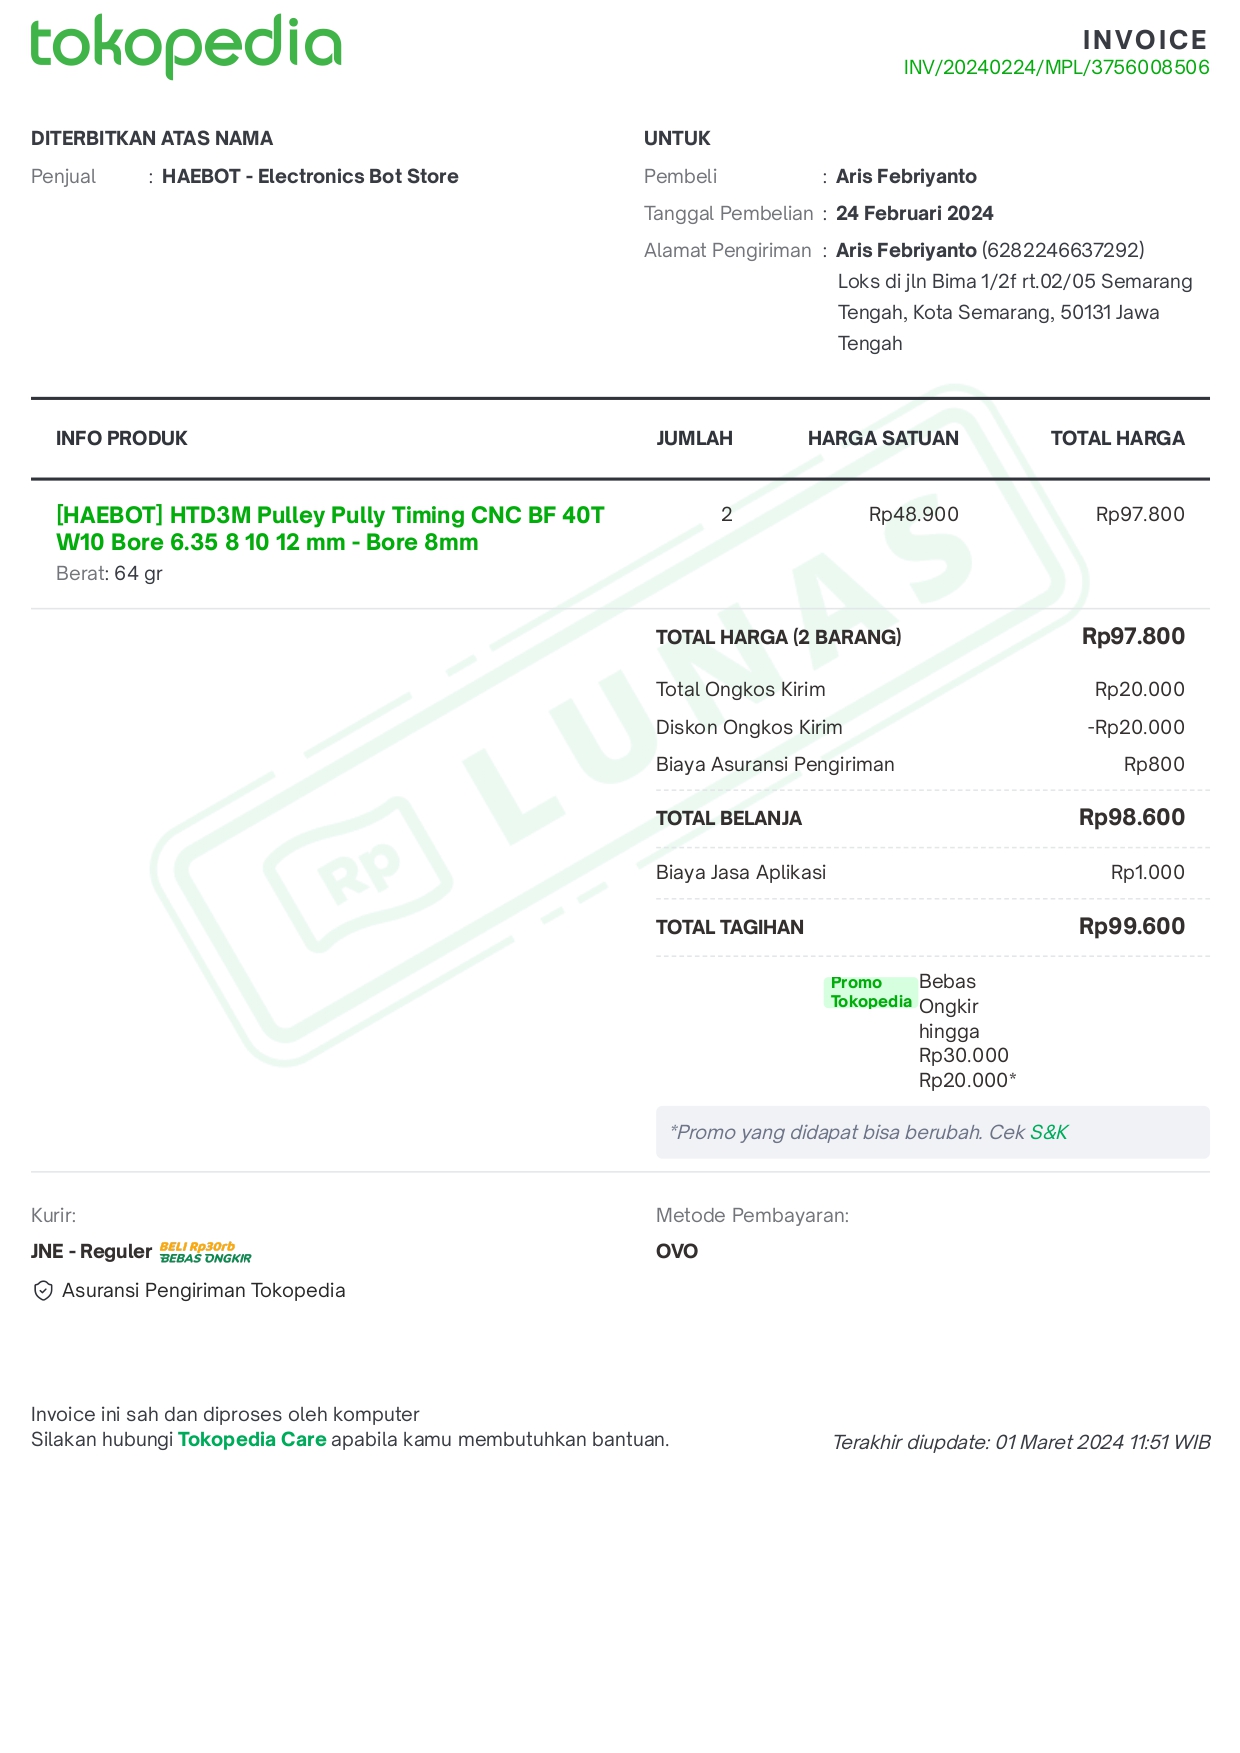 tokopedia
INVOICE
INV/20240224/MPL/3756008506
DITERBITKAN ATAS NAMA
Penjual : HAEBOT - Electronics Bot Store
UNTUK
Pembeli : Aris Febriyanto
Tanggal Pembelian : 24 Februari 2024
Alamat Pengiriman : Aris Febriyanto (6282246637292)
Loks di jln Bima 1/2f rt.02/05 Semarang
Tengah, Kota Semarang, 50131 Jawa
Tengah
INFO PRODUK JUMLAH HARGA SATUAN TOTAL HARGA
[HAEBOT] HTD3M Pulley Pully Timing CNC BF 40T 2 Rp48.900 Rp97.800
W10 Bore 6.35 8 10 12 mm - Bore 8mm
Berat: 64 gr
TOTAL HARGA (2 BARANG) Rp97.800
Total Ongkos Kirim Rp20.000
Diskon Ongkos Kirim -Rp20.000
Biaya Asuransi Pengiriman Rp800
TOTAL BELANJA Rp98.600
Biaya Jasa Aplikasi Rp1.000
TOTAL TAGIHAN Rp99.600
Rp LUNAS
Promo
Tokopedia
Bebas
Ongkir
hingga
Rp30.000
Rp20.000*
*Promo yang didapat bisa berubah. Cek S&K
Kurir:
JNE - Reguler BELI Rp30rb
BEBAS ONGKIR
Asuransi Pengiriman Tokopedia
Metode Pembayaran:
OVO
Invoice ini sah dan diproses oleh komputer
Silakan hubungi Tokopedia Care apabila kamu membutuhkan bantuan.
Terakhir diupdate: 01 Maret 2024 11:51 WIB